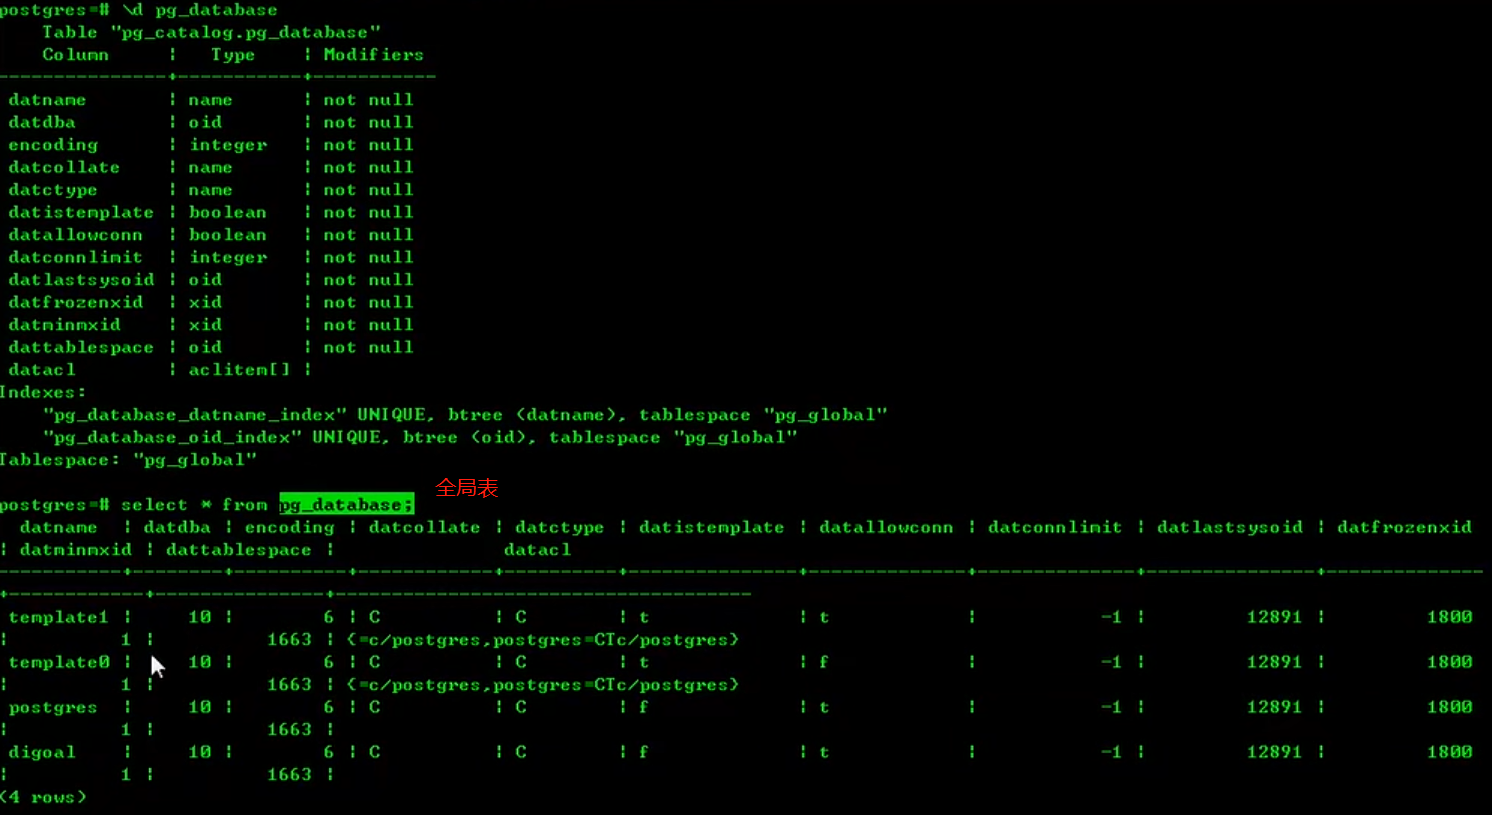 postgres=# \d pg_database
Table "pg_catalog.pg_database"
Column | Type | Modifiers
---------------+-----------+-----------
datname | name | not null
datdba | oid | not null
encoding | integer | not null
datcollate | name | not null
datctype | name | not null
datistemplate | boolean | not null
datallowconn | boolean | not null
datconnlimit | integer | not null
datlastsysoid | oid | not null
datfrozenxid | xid | not null
datminmxid | xid | not null
dattablespace | oid | not null
datacl | aclitem[] |
Indexes:
"pg_database_datname_index" UNIQUE, btree (datname), tablespace "pg_global"
"pg_database_oid_index" UNIQUE, btree (oid), tablespace "pg_global"
Tablespace: "pg_global"
全局表
postgres=# select * from pg_database;
datname | datdba | encoding | datcollate | datctype | datistemplate | datallowconn | datconnlimit | datlastsysoid | datfrozenxid
| datminmxid | dattablespace | datacl
-----------+--------+----------+------------+----------+---------------+--------------+--------------+---------------+-------------
+------------+---------------+-------------------------------------
template1 | 10 | 6 | C | C | t | t | -1 | 12891 | 1800
| 1 | 1663 | {=c/postgres,postgres=CTc/postgres}
template0 | 10 | 6 | C | C | t | f | -1 | 12891 | 1800
| 1 | 1663 | {=c/postgres,postgres=CTc/postgres}
postgres | 10 | 6 | C | C | f | t | -1 | 12891 | 1800
| 1 | 1663 |
digoal | 10 | 6 | C | C | f | t | -1 | 12891 | 1800
| 1 | 1663 |
(4 rows)